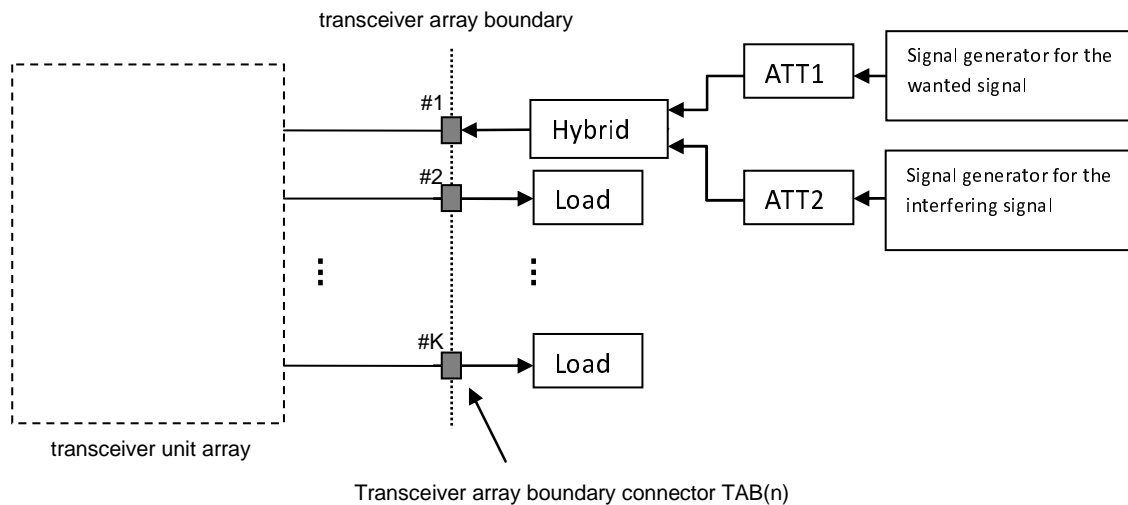 transceiver array boundary
#1
Hybrid
ATT1
Signal generator for the
wanted signal
#2
Load
ATT2
Signal generator for the
interfering signal
#K
Load
transceiver unit array
Transceiver array boundary connector TAB(n)